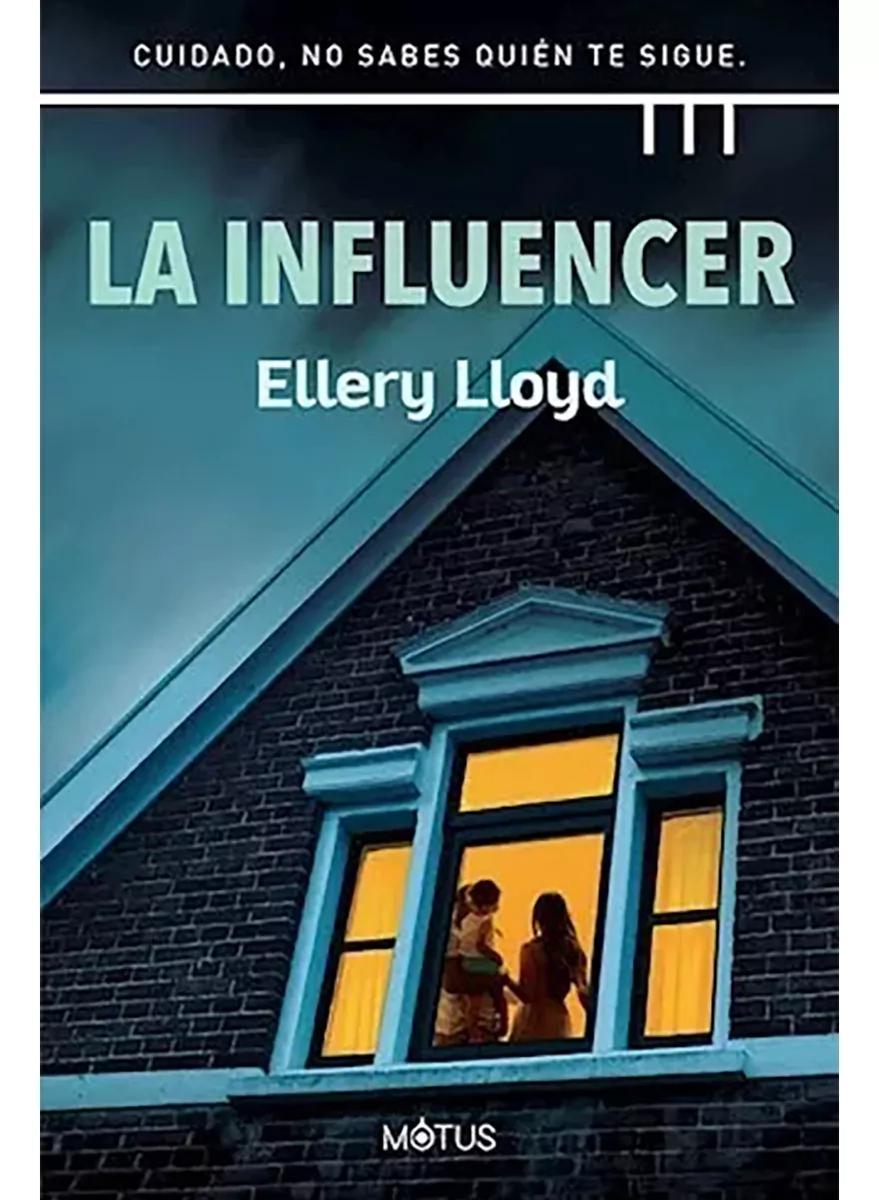 CUIDADO, NO SABES QUIÉN TE SIGUE.
LA INFLUENCER
Ellery Lloyd
MOTUS